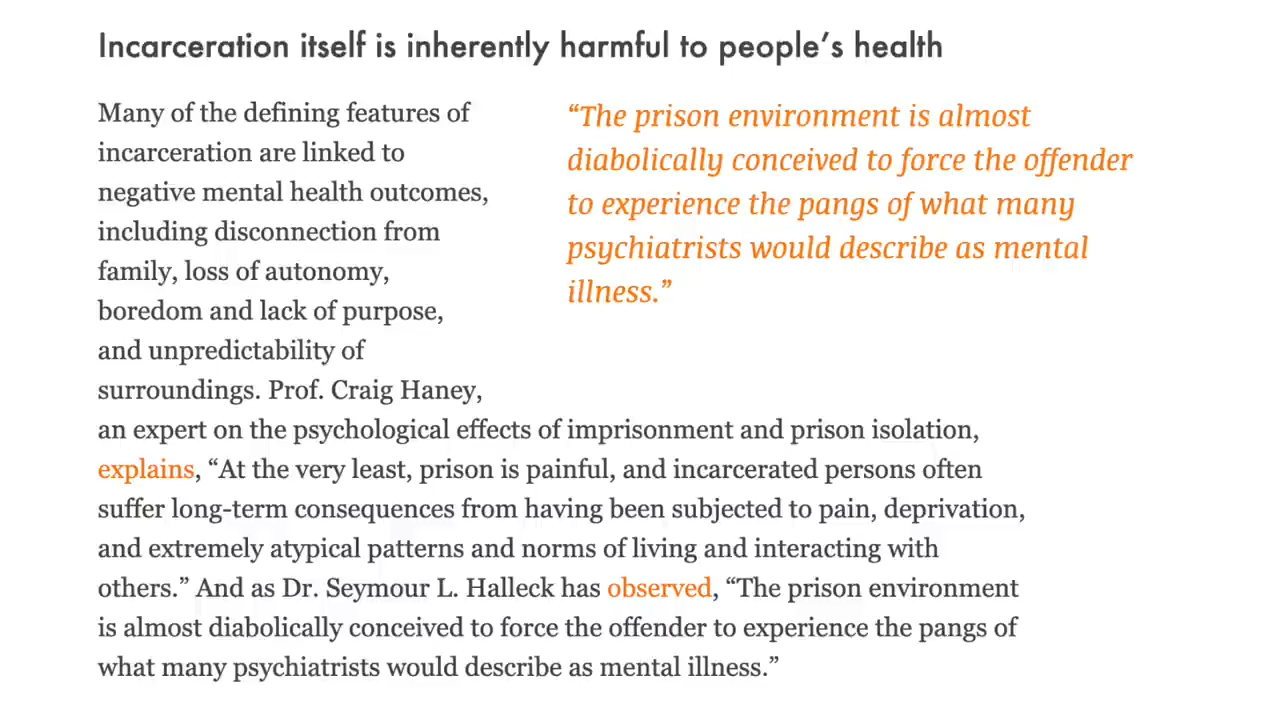 Incarceration itself is inherently harmful to people’s health
Many of the defining features of
incarceration are linked to
negative mental health outcomes,
including disconnection from
family, loss of autonomy,
boredom and lack of purpose,
and unpredictability of
surroundings. Prof. Craig Haney,
“The prison environment is almost
diabolically conceived to force the offender
to experience the pangs of what many
psychiatrists would describe as mental
illness.”
an expert on the psychological effects of imprisonment and prison isolation,
explains, “At the very least, prison is painful, and incarcerated persons often
suffer long-term consequences from having been subjected to pain, deprivation,
and extremely atypical patterns and norms of living and interacting with
others.” And as Dr. Seymour L. Halleck has observed, “The prison environment
is almost diabolically conceived to force the offender to experience the pangs of
what many psychiatrists would describe as mental illness.”